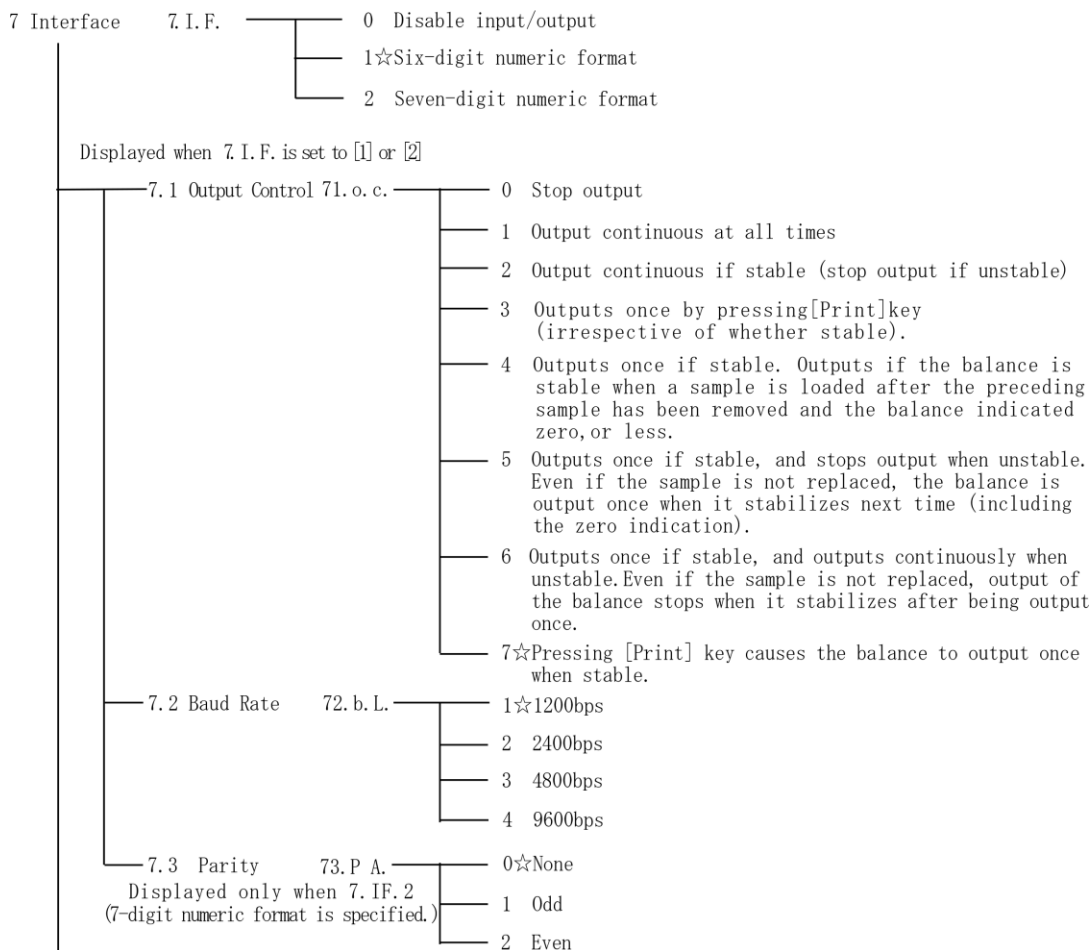 7 Interface 7.I.F. 0 Disable input/output
1☆Six-digit numeric format
2 Seven-digit numeric format
Displayed when 7.I.F. is set to [1] or [2]
7.1 Output Control 71.o.c. 0 Stop output
1 Output continuous at all times
2 Output continuous if stable (stop output if unstable)
3 Outputs once by pressing[Print]key
(irrespective of whether stable).
4 Outputs once if stable. Outputs if the balance is
stable when a sample is loaded after the preceding
sample has been removed and the balance indicated
zero,or less.
5 Outputs once if stable, and stops output when unstable.
Even if the sample is not replaced, the balance is
output once when it stabilizes next time (including
the zero indication).
6 Outputs once if stable, and outputs continuously when
unstable.Even if the sample is not replaced, output of
the balance stops when it stabilizes after being output
once.
7☆Pressing [Print] key causes the balance to output once
when stable.
7.2 Baud Rate 72.b.L. 1☆1200bps
2 2400bps
3 4800bps
4 9600bps
7.3 Parity 73.P A. 0☆None
Displayed only when 7.IF.2
(7-digit numeric format is specified.)
1 Odd
2 Even